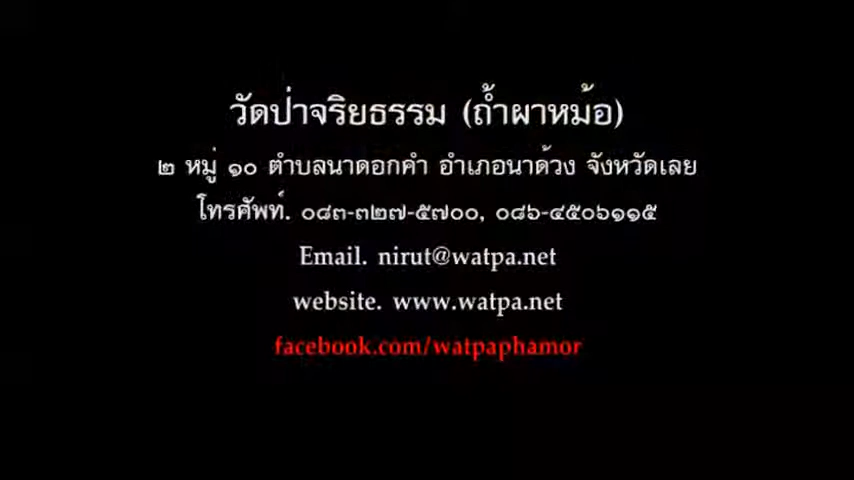 วัดป่าจริยธรรม (ถ้ำผาหม้อ)
๒ หมู่ ๑๐ ตำบลนาดอกคำ อำเภอนาด้วง จังหวัดเลย
โทรศัพท์. ๐๘๓-๓๒๗-๕๗๐๐, ๐๘๖-๔๕๐๖๑๑๕
Email. nirut@watpa.net
website. www.watpa.net
facebook.com/watpaphamor